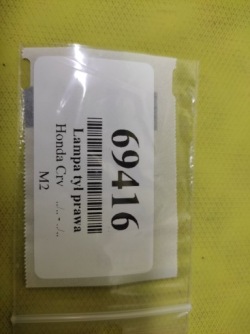 69416
Lampa tył prawa
Honda Crv ../.. - ../..
M2